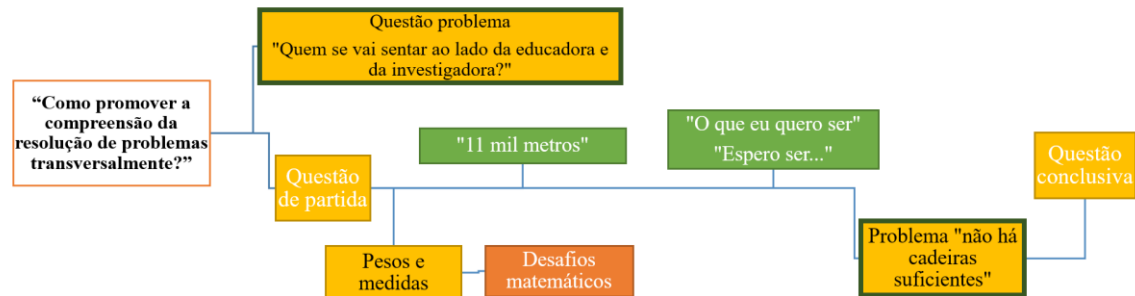 Questão problema
"Quem se vai sentar ao lado da educadora e
da investigadora?"
“Como promover a
compreensão da
resolução de problemas
transversalmente?”
"11 mil metros"
"O que eu quero ser"
"Espero ser..."
Questão
conclusiva
Questão
de partida
Pesos e
medidas
Desafios
matemáticos
Problema "não há
cadeiras
suficientes"